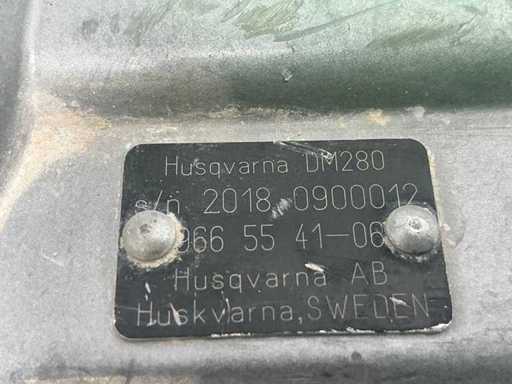 Husqvarna DM280
s/n 2018 0900012
966 55 41-06
Husqvarna AB
Huskvarna, SWEDEN